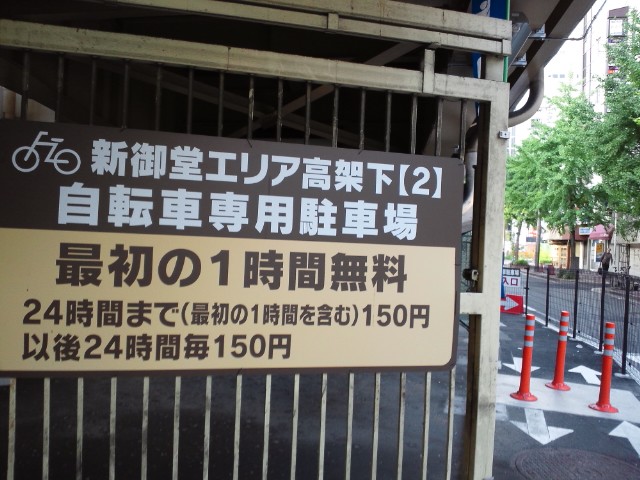 新御堂エリア高架下【2】
自転車専用駐車場
最初の1時間無料
24時間まで(最初の1時間を含む)150円
以後24時間毎150円
入口